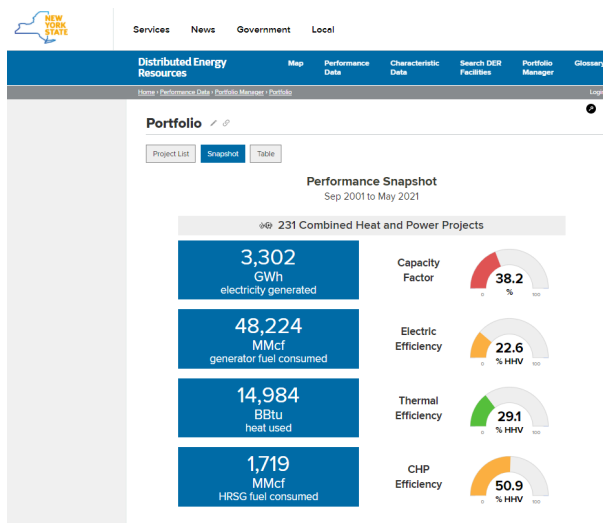 NEW
YORK
STATE
Services News Government Local
Distributed Energy
Resources
Map
Performance
Data
Characteristic
Data
Search DER
Facilities
Portfolio
Manager
Glossary
Home › Performance Data › Portfolio Manager › Portfolio
Login
Portfolio
Project List Snapshot Table
Performance Snapshot
Sep 2001 to May 2021
231 Combined Heat and Power Projects
3,302
GWh
electricity generated
Capacity
Factor
38.2
%
0 100
48,224
MMcf
generator fuel consumed
Electric
Efficiency
22.6
% HHV
0 100
14,984
BBtu
heat used
Thermal
Efficiency
29.1
% HHV
0 100
1,719
MMcf
HRSG fuel consumed
CHP
Efficiency
50.9
% HHV
0 100